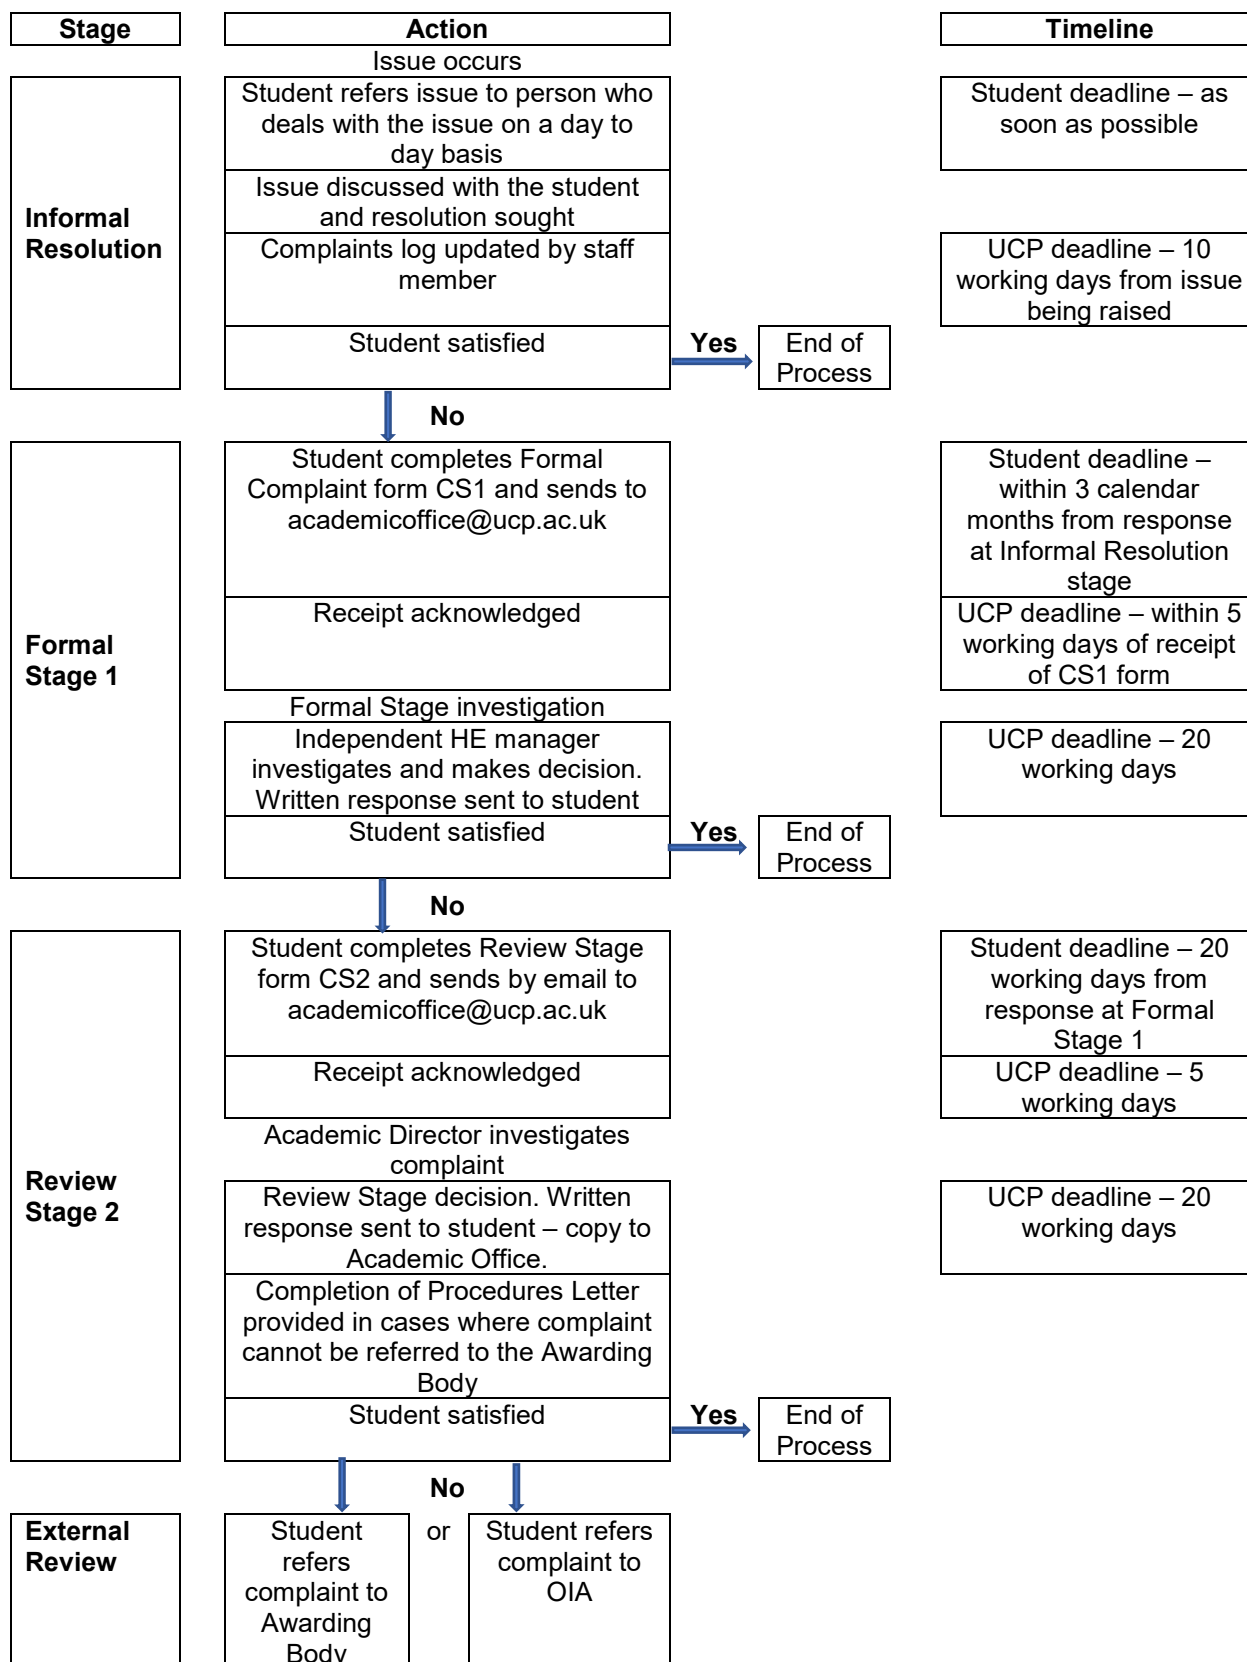 Stage
Action
Timeline
Issue occurs
Informal
Resolution
Student refers issue to person who
deals with the issue on a day to
day basis
Student deadline – as
soon as possible
Issue discussed with the student
and resolution sought
Complaints log updated by staff
member
UCP deadline – 10
working days from issue
being raised
Student satisfied
Yes
End of
Process
No
Formal
Stage 1
Student completes Formal
Complaint form CS1 and sends to
academicoffice@ucp.ac.uk
Student deadline –
within 3 calendar
months from response
at Informal Resolution
stage
Receipt acknowledged
UCP deadline – within 5
working days of receipt
of CS1 form
Formal Stage investigation
Independent HE manager
investigates and makes decision.
Written response sent to student
UCP deadline – 20
working days
Student satisfied
Yes
End of
Process
No
Review
Stage 2
Student completes Review Stage
form CS2 and sends by email to
academicoffice@ucp.ac.uk
Student deadline – 20
working days from
response at Formal
Stage 1
Receipt acknowledged
UCP deadline – 5
working days
Academic Director investigates
complaint
Review Stage decision. Written
response sent to student – copy to
Academic Office.
UCP deadline – 20
working days
Completion of Procedures Letter
provided in cases where complaint
cannot be referred to the Awarding
Body
Student satisfied
Yes
End of
Process
No
External
Review
Student
refers
complaint to
Awarding
Body
or
Student refers
complaint to
OIA